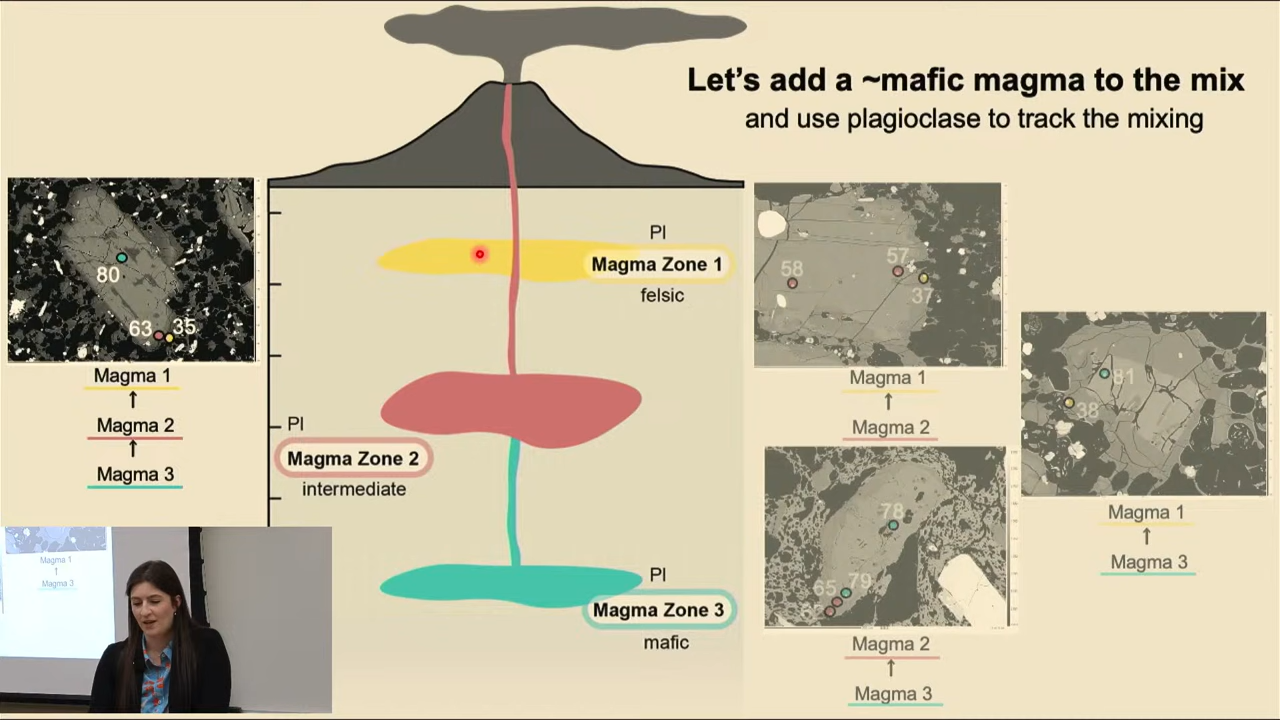 Let's add a ~mafic magma to the mix
and use plagioclase to track the mixing
80
63
35
Magma 1
Magma 2
Magma 3
Pl
Magma Zone 1
felsic
Pl
Magma Zone 2
intermediate
Pl
Magma Zone 3
mafic
58
57
37
Magma 1
Magma 2
81
38
Magma 1
Magma 3
78
79
65
Magma 2
Magma 3
Magma 1
Magma 3